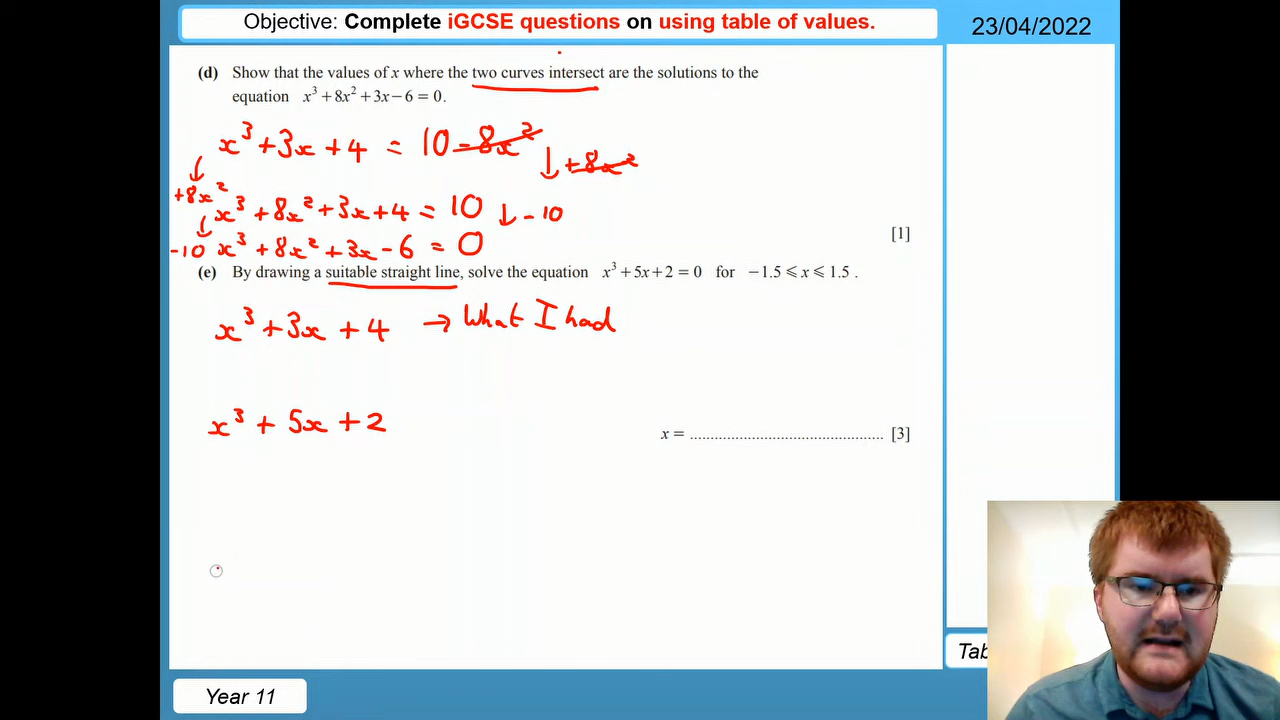 Objective: Complete iGCSE questions on using table of values.
23/04/2022
(d) Show that the values of x where the two curves intersect are the solutions to the
equation x³ + 8x² + 3x − 6 = 0.
x³ + 3x + 4 = 10 − 8x²
↓ + 8x²
+8x²
x³ + 8x² + 3x + 4 = 10 ↓ − 10
−10 x³ + 8x² + 3x − 6 = 0
[1]
(e) By drawing a suitable straight line, solve the equation x³ + 5x + 2 = 0 for −1.5 ⩽ x ⩽ 1.5 .
x³ + 3x + 4 → What I had
x³ + 5x + 2
x = ............................................... [3]
Year 11